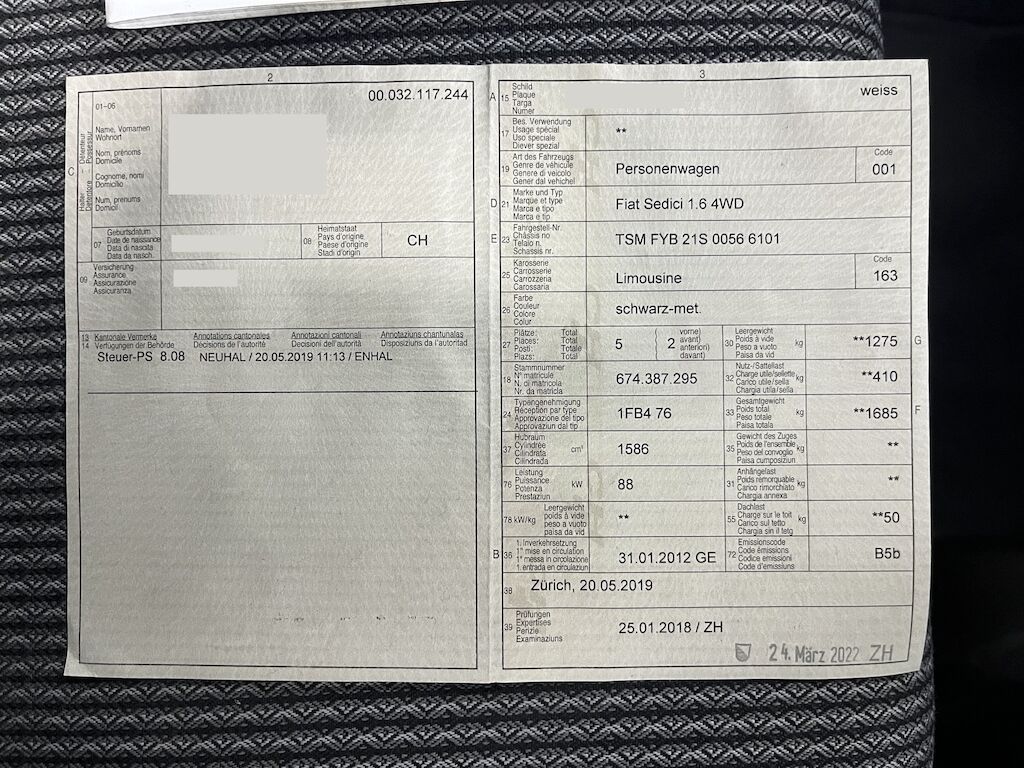 2
00.032.117.244
01–06
C
Halter – Détenteur
Detentore – Possessur
Name, Vornamen
Wohnort
Nom, prénoms
Domicile
Cognome, nomi
Domicilio
Num, prenums
Domicil
07
Geburtsdatum
Date de naissance
Data di nascita
Data da nasch.
08
Heimatstaat
Pays d'origine
Paese d'origine
Stadi d'origin
CH
09
Versicherung
Assurance
Assicurazione
Assicuranza
13
14
Kantonale Vermerke
Verfügungen der Behörde
Annotations cantonales
Décisions de l'autorité
Annotazioni cantonali
Decisioni dell'autorità
Annotaziuns chantunalas
Disposiziuns da l'autoritad
Steuer-PS 8.08 NEUHAL / 20.05.2019 11:13 / ENHAL
3
A 15
Schild
Plaque
Targa
Numer
weiss
17
Bes. Verwendung
Usage spécial
Uso speciale
Diever spezial
**
19
Art des Fahrzeugs
Genre de véhicule
Genere di veicolo
Gener dal vehichel
Personenwagen
Code
001
D 21
Marke und Typ
Marque et type
Marca e tipo
Marca e tip
Fiat Sedici 1.6 4WD
E 23
Fahrgestell-Nr.
Châssis no
Telaio n.
Schassis nr.
TSM FYB 21S 0056 6101
25
Karosserie
Carrosserie
Carrozzeria
Carossaria
Limousine
Code
163
26
Farbe
Couleur
Colore
Colur
schwarz-met.
27
Plätze: Total
Places: Total
Posti: Totale
Plazs: Total
5
( 2
vorne)
avant)
anteriori)
davant)
30
Leergewicht
Poids à vide
Peso a vuoto
Paisa da vid
kg
**1275
G
18
Stammnummer
N° matricule
N. di matricola
Nr. da matricla
674.387.295
32
Nutz-/Sattellast
Charge utile/sellette
Carico utile/sella
Chargia utila/sella
kg
**410
24
Typengenehmigung
Réception par type
Approvazione del tipo
Approvaziun dal tip
1FB4 76
33
Gesamtgewicht
Poids total
Peso totale
Paisa totala
kg
**1685
F
37
Hubraum
Cylindrée
Cilindrata
Cilindrada
cm³
1586
35
Gewicht des Zuges
Poids de l'ensemble
Peso del convoglio
Paisa cumposiziun
kg
**
76
Leistung
Puissance
Potenza
Prestaziun
kW
88
31
Anhängelast
Poids remorquable
Carico rimorchiato
Chargia annexa
kg
**
78 kW/kg
Leergewicht
poids à vide
peso a vuoto
paisa da vid
**
55
Dachlast
Charge sur le toit
Carico sul tetto
Chargia sin il tetg
kg
**50
B 36
1. Inverkehrsetzung
1re mise en circulation
1a messa in circolazione
1. entrada en circulaziun
31.01.2012 GE
72
Emissionscode
Code émissions
Codice emissioni
Code d'emissiuns
B5b
38
Zürich, 20.05.2019
39
Prüfungen
Expertises
Perizie
Examinaziuns
25.01.2018 / ZH
24. März 2022 ZH